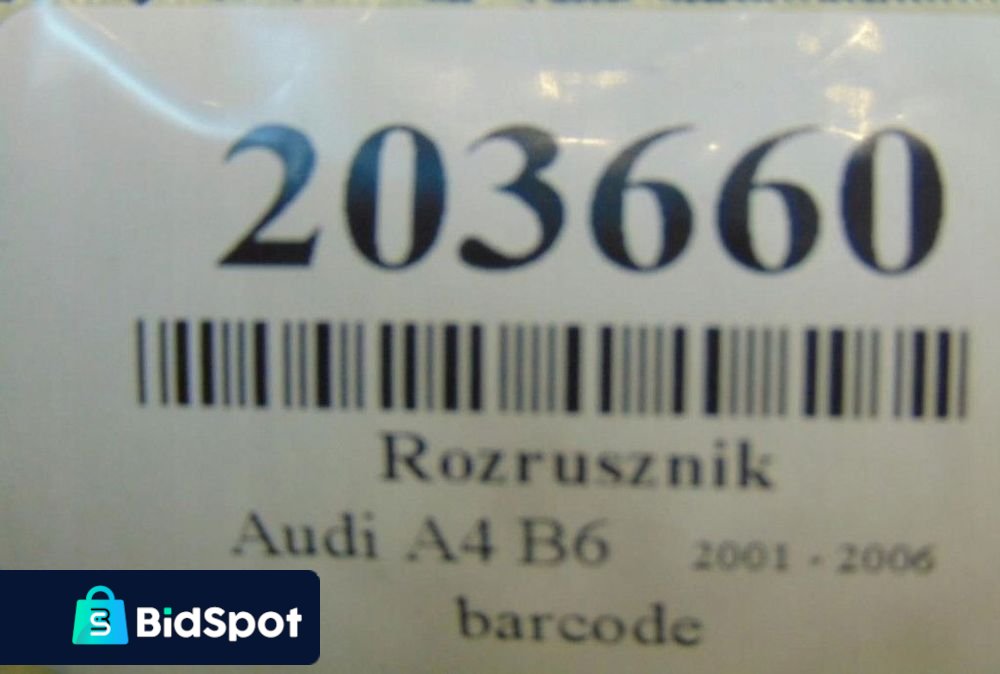 203660
Rozrusznik
Audi A4 B6 2001 - 2006
barcode
BidSpot